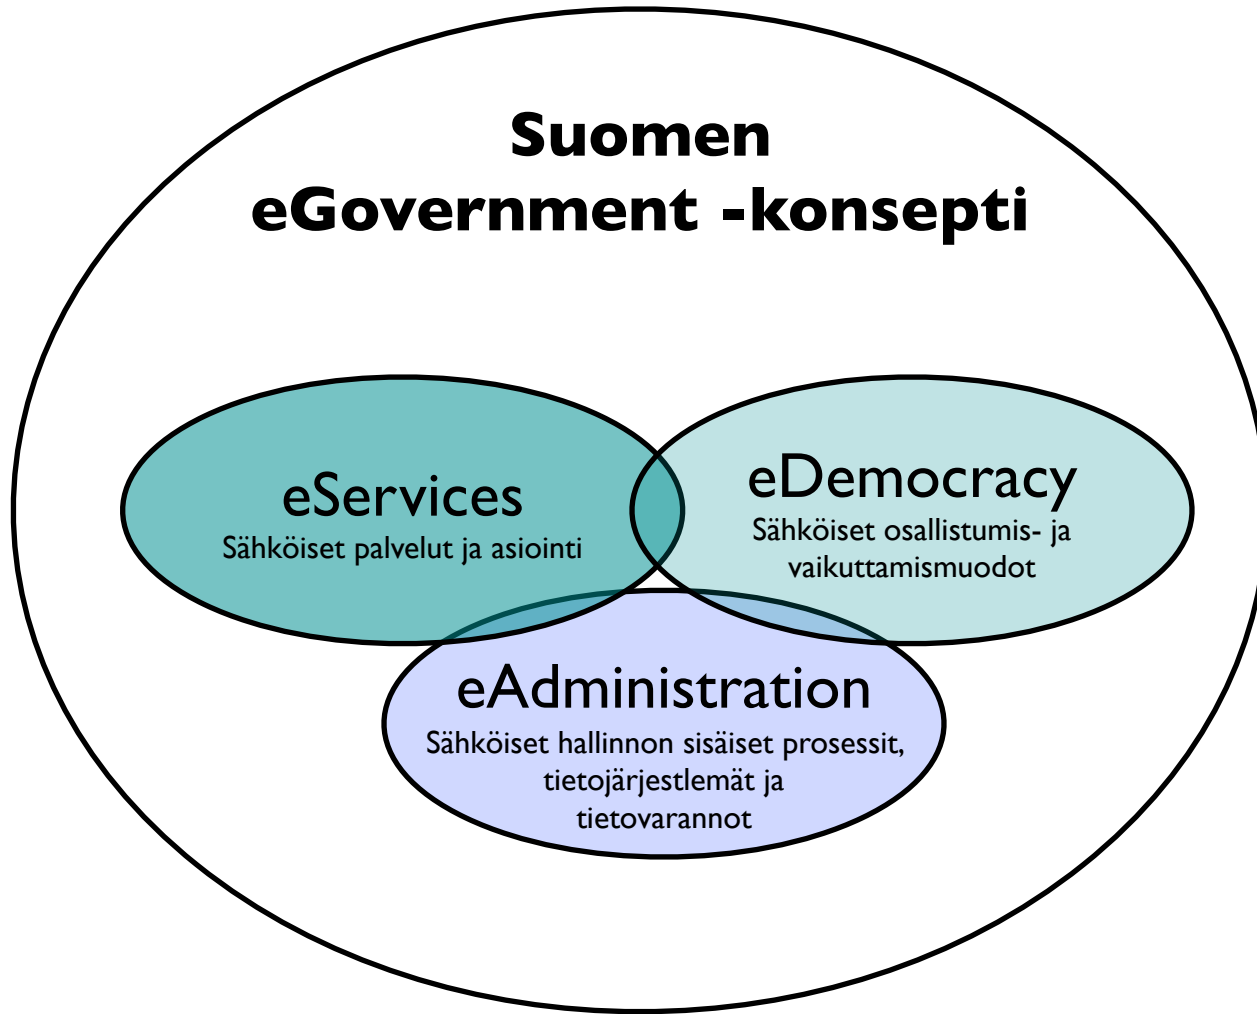 Suomen
eGovernment -konsepti
eServices
Sähköiset palvelut ja asiointi
eDemocracy
Sähköiset osallistumis- ja
vaikuttamismuodot
eAdministration
Sähköiset hallinnon sisäiset prosessit,
tietojärjestlemät ja
tietovarannot